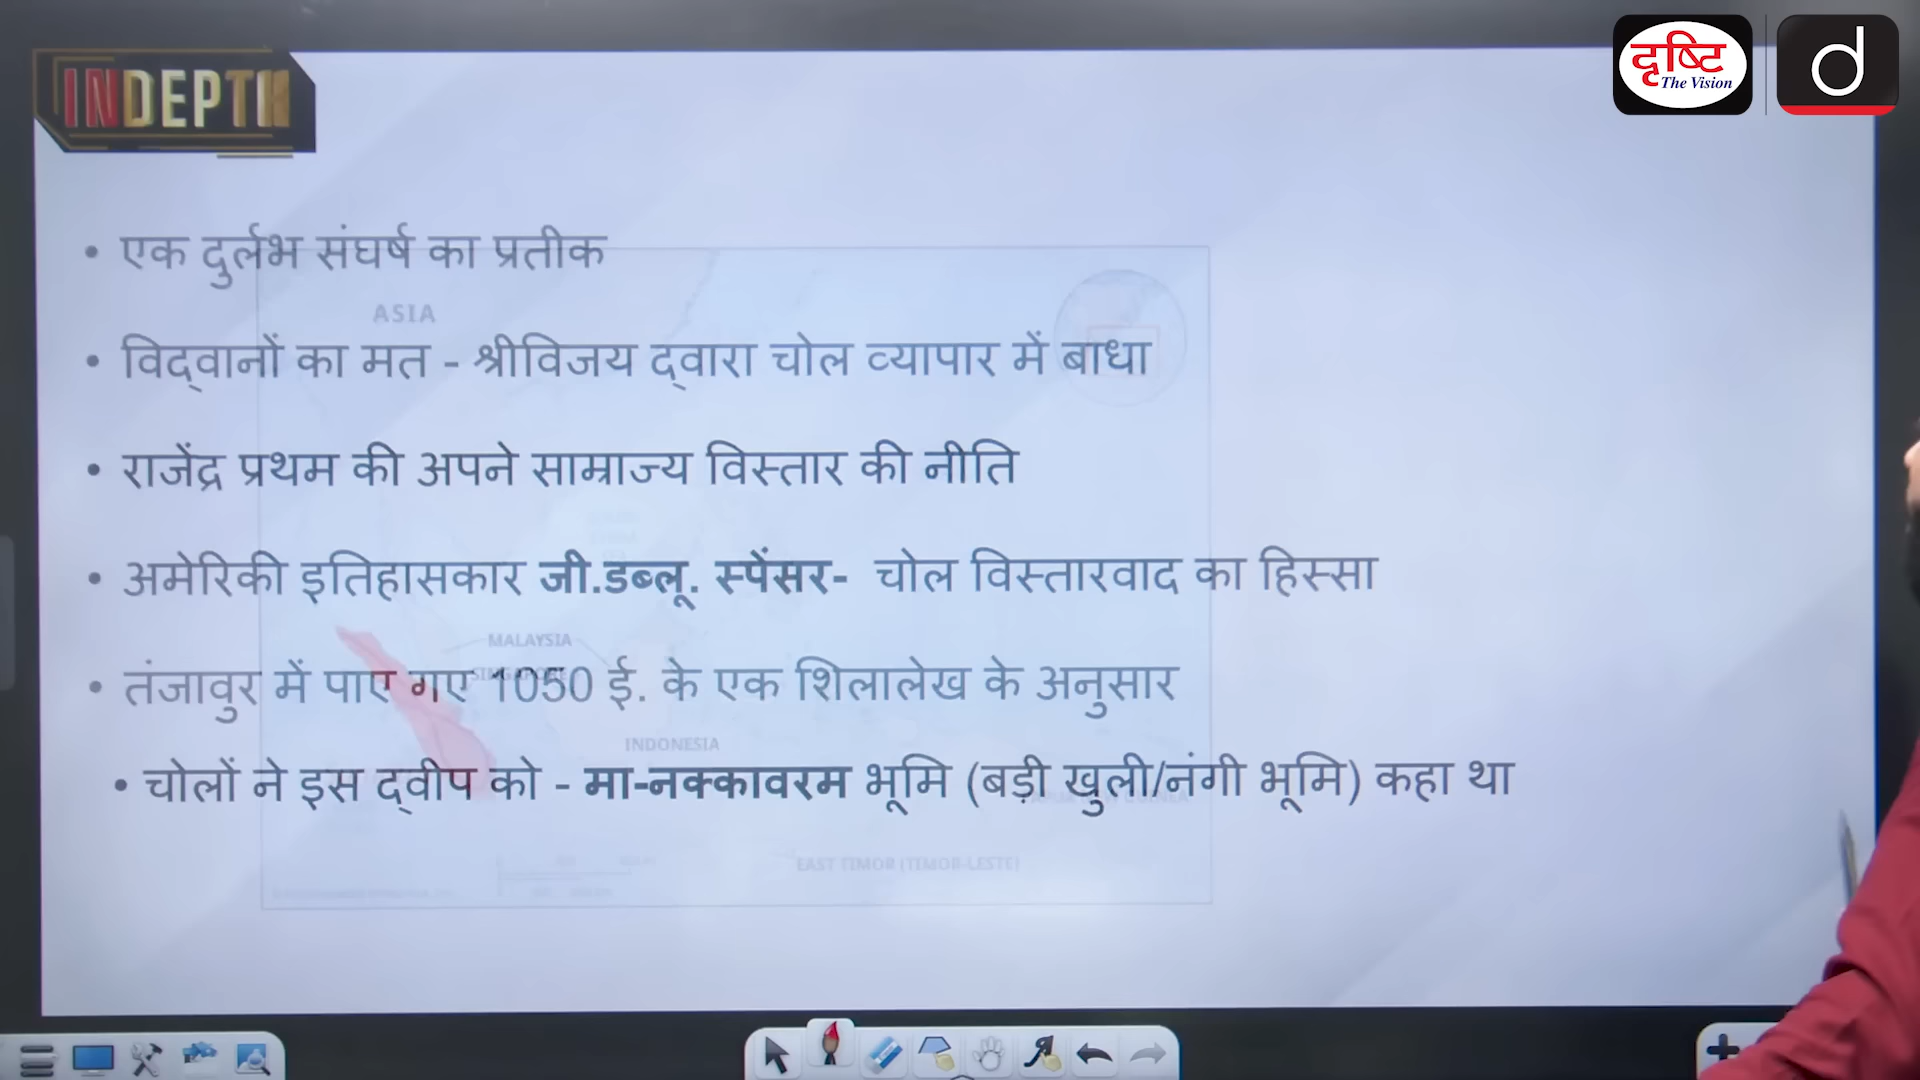 INDEPTH
दृष्टि
The Vision
d
• एक दुर्लभ संघर्ष का प्रतीक
ASIA
• विद्वानों का मत - श्रीविजय द्वारा चोल व्यापार में बाधा
• राजेंद्र प्रथम की अपने साम्राज्य विस्तार की नीति
• अमेरिकी इतिहासकार जी.डब्लू. स्पेंसर- चोल विस्तारवाद का हिस्सा
MALAYSIA
SINGAPORE
• तंजावुर में पाए गए 1050 ई. के एक शिलालेख के अनुसार
INDONESIA
• चोलों ने इस द्वीप को - मा-नक्कावरम भूमि (बड़ी खुली/नंगी भूमि) कहा था
EAST TIMOR (TIMOR-LESTE)